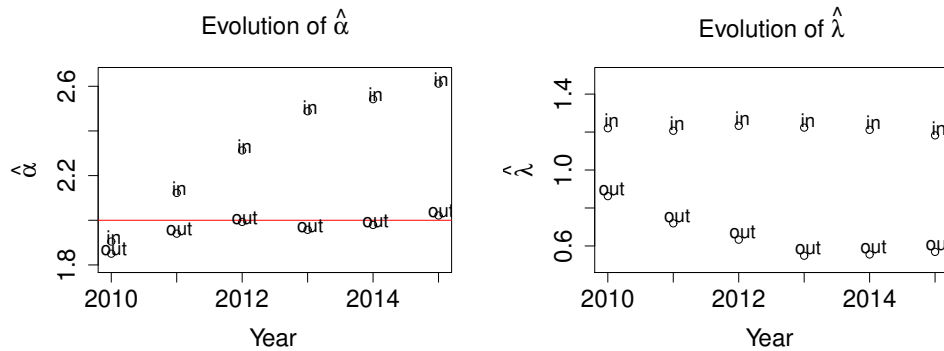 Evolution of α̂
Evolution of λ̂
α̂
2.6
2.2
1.8
in
in
in
in
in
in
out
out
out
out
out
out
2010
2012
2014
Year
λ̂
1.4
1.0
0.6
in
in
in
in
in
in
out
out
out
out
out
out
2010
2012
2014
Year